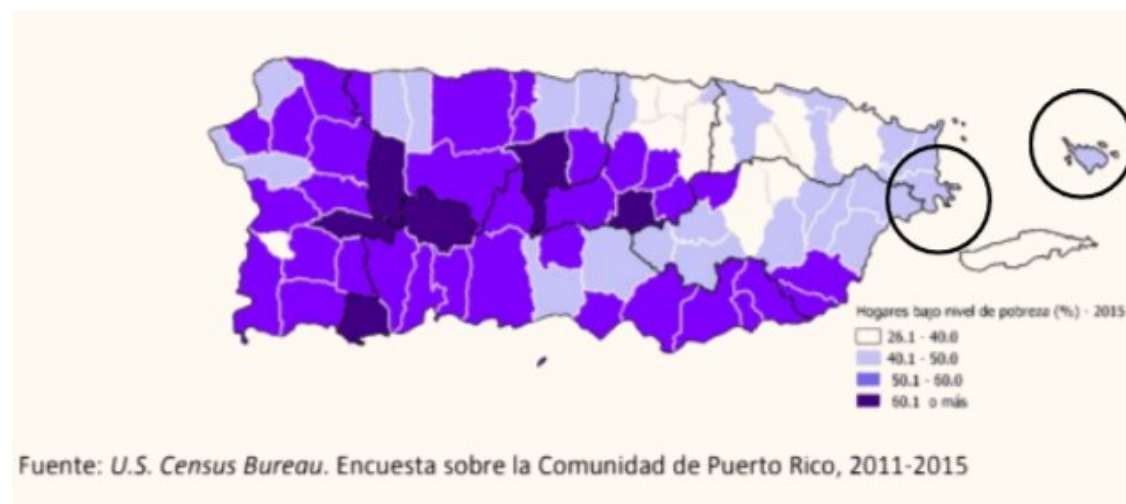 Hogares bajo nivel de pobreza (%) - 2015
26.1 - 40.0
40.1 - 50.0
50.1 - 60.0
60.1 o más
Fuente: U.S. Census Bureau. Encuesta sobre la Comunidad de Puerto Rico, 2011-2015